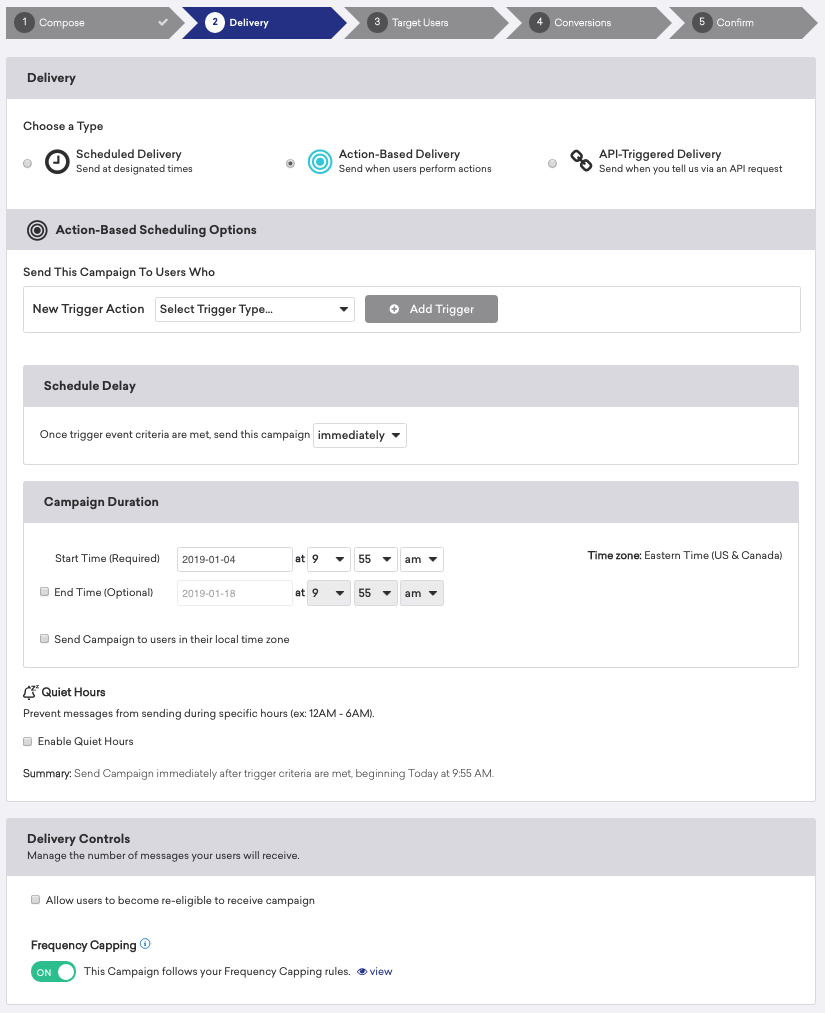 1 Compose 2 Delivery 3 Target Users 4 Conversions 5 Confirm
Delivery
Choose a Type
Scheduled Delivery
Send at designated times
Action-Based Delivery
Send when users perform actions
API-Triggered Delivery
Send when you tell us via an API request
Action-Based Scheduling Options
Send This Campaign To Users Who
New Trigger Action Select Trigger Type... Add Trigger
Schedule Delay
Once trigger event criteria are met, send this campaign immediately
Campaign Duration
Start Time (Required) 2019-01-04 at 9 55 am Time zone: Eastern Time (US & Canada)
End Time (Optional) 2019-01-18 at 9 55 am
Send Campaign to users in their local time zone
Quiet Hours
Prevent messages from sending during specific hours (ex: 12AM - 6AM).
Enable Quiet Hours
Summary: Send Campaign immediately after trigger criteria are met, beginning Today at 9:55 AM.
Delivery Controls
Manage the number of messages your users will receive.
Allow users to become re-eligible to receive campaign
Frequency Capping
ON This Campaign follows your Frequency Capping rules. view